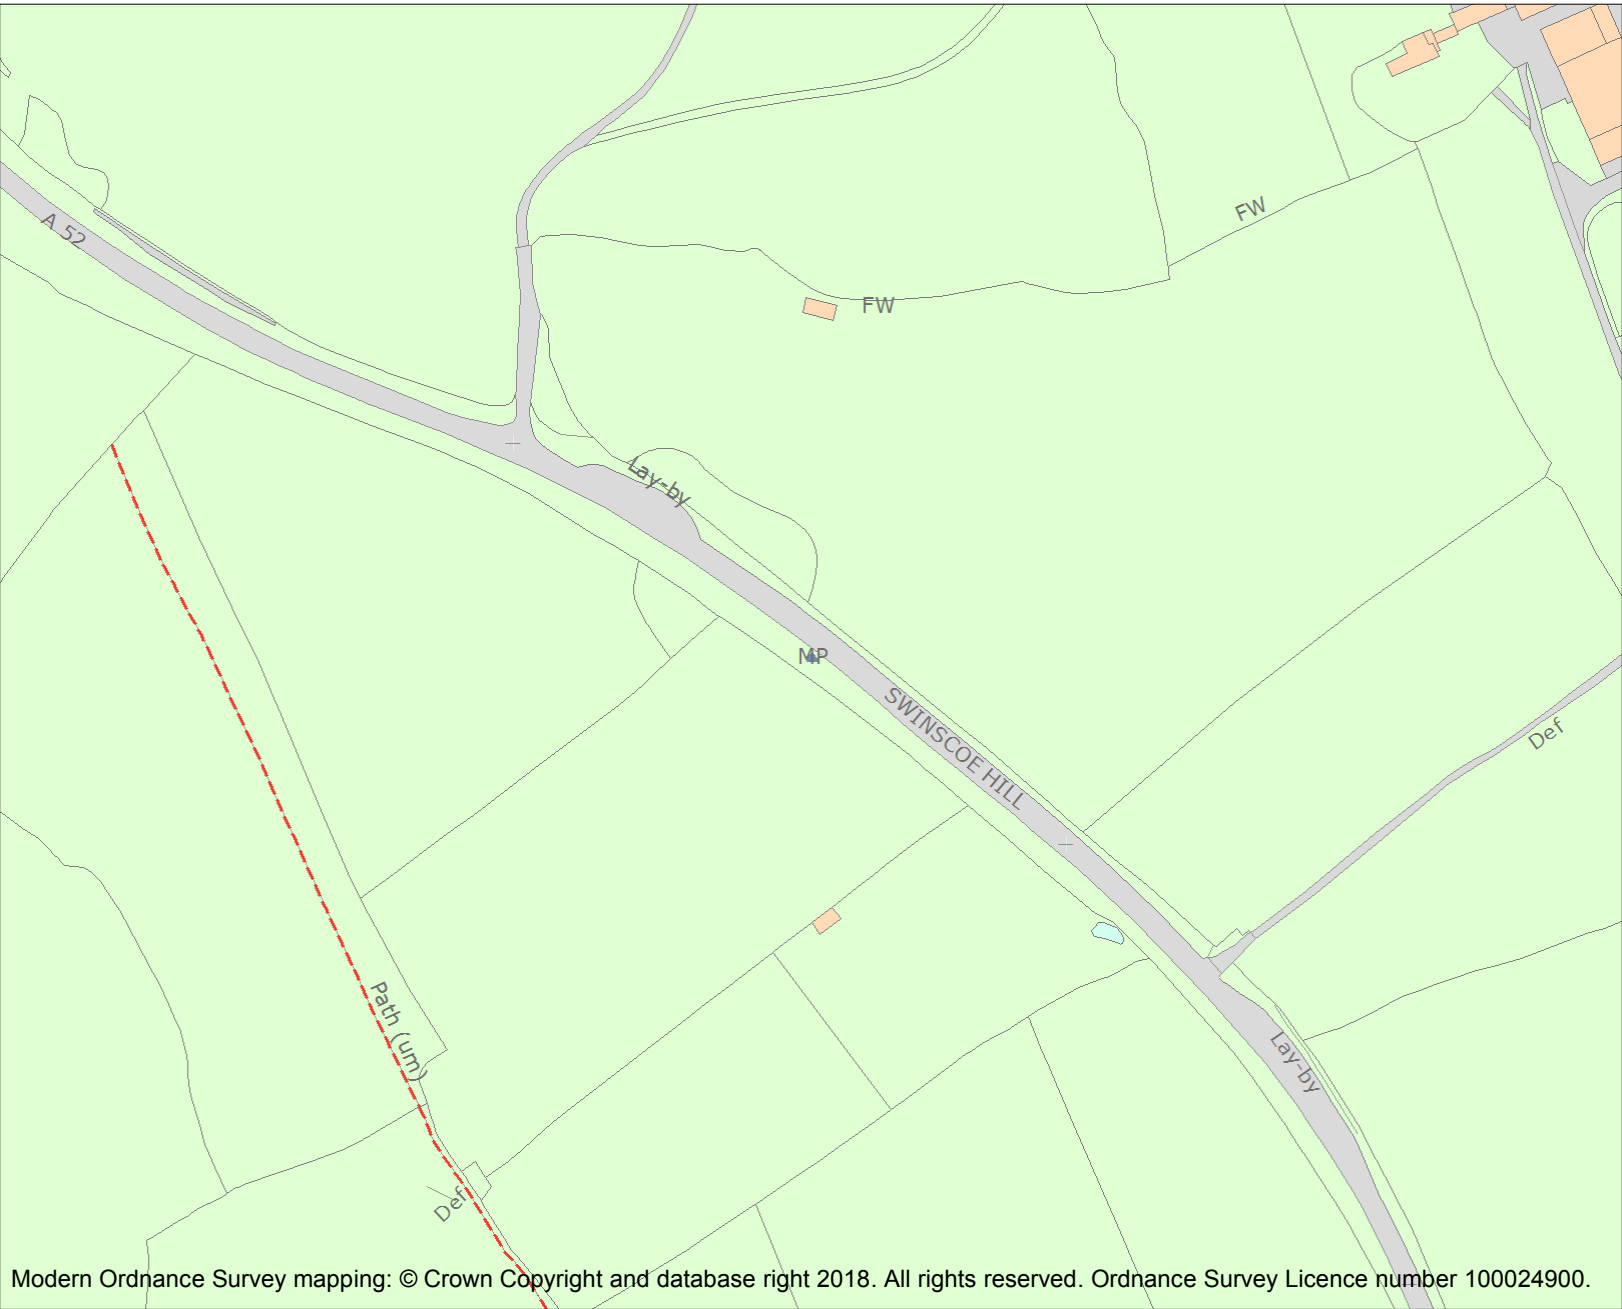 FW
A 52
FW
Lay-by
MP
SWINSCOE HILL
Def
Path (um)
Lay-by
Def
Modern Ordnance Survey mapping: © Crown Copyright and database right 2018. All rights reserved. Ordnance Survey Licence number 100024900.